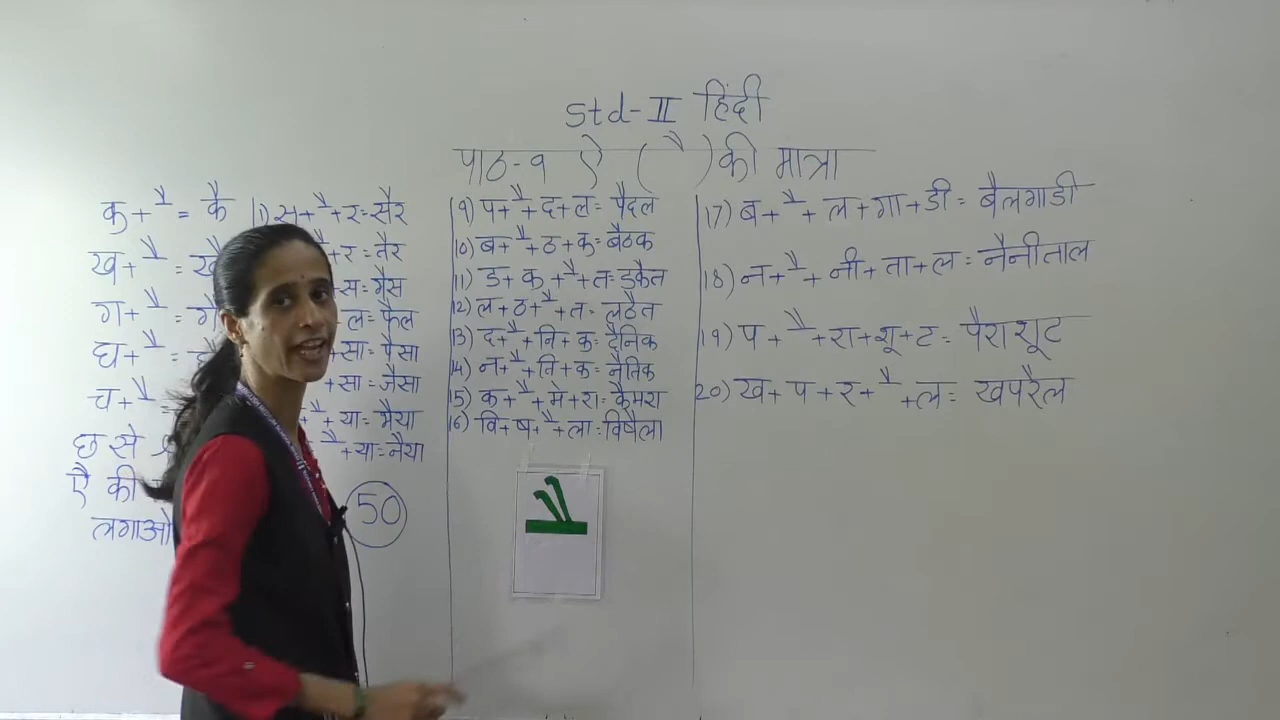 Std-II हिंदी
पाठ-९ ऐ ( ै ) की मात्रा
क + ै = कै
ख + ै =
ग + ै =
घ + ै =
च + ै
छ से
ऐ की
लगाओ
1) स + ै + र = सैर
+ र = तैर
स = भैस
ल = फैल
+ सा = पैसा
+ सा = जैसा
ै + या = भैया
ै + या = नैया
50
9) प + ै + द + ल = पैदल
10) ब + ै + ठ + क = बैठक
11) ड + क + ै + त = डकैत
12) ल + ठ + ै + त = लठैत
13) द + ै + नि + क = दैनिक
14) न + ै + ति + क = नैतिक
15) क + ै + मे + रा = कैमरा
16) वि + ष + ै + ला = विषैला
17) ब + ै + ल + गा + डी = बैलगाडी
18) न + ै + नी + ता + ल = नैनीताल
19) प + ै + रा + शू + ट = पैराशूट
20) ख + प + र + ै + ल = खपरैल